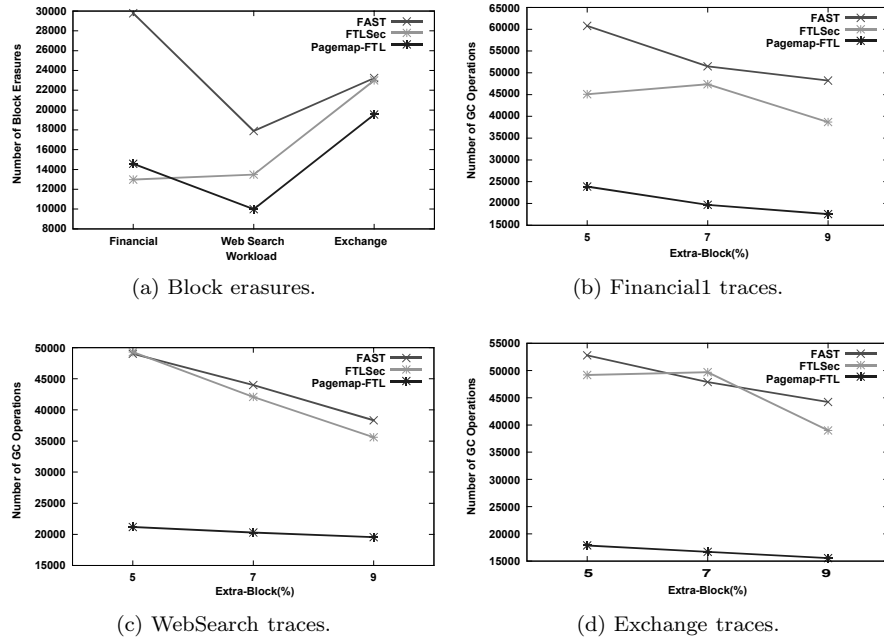 30000
28000
26000
24000
22000
20000
18000
16000
14000
12000
10000
8000
Number of Block Erasures
FAST
FTLSec
Pagemap-FTL
Financial Web Search Exchange
Workload
(a) Block erasures.
65000
60000
55000
50000
45000
40000
35000
30000
25000
20000
15000
Number of GC Operations
FAST
FTLSec
Pagemap-FTL
5 7 9
Extra-Block(%)
(b) Financial1 traces.
50000
45000
40000
35000
30000
25000
20000
15000
Number of GC Operations
FAST
FTLSec
Pagemap-FTL
5 7 9
Extra-Block(%)
(c) WebSearch traces.
55000
50000
45000
40000
35000
30000
25000
20000
15000
Number of GC Operations
FAST
FTLSec
Pagemap-FTL
5 7 9
Extra-Block(%)
(d) Exchange traces.